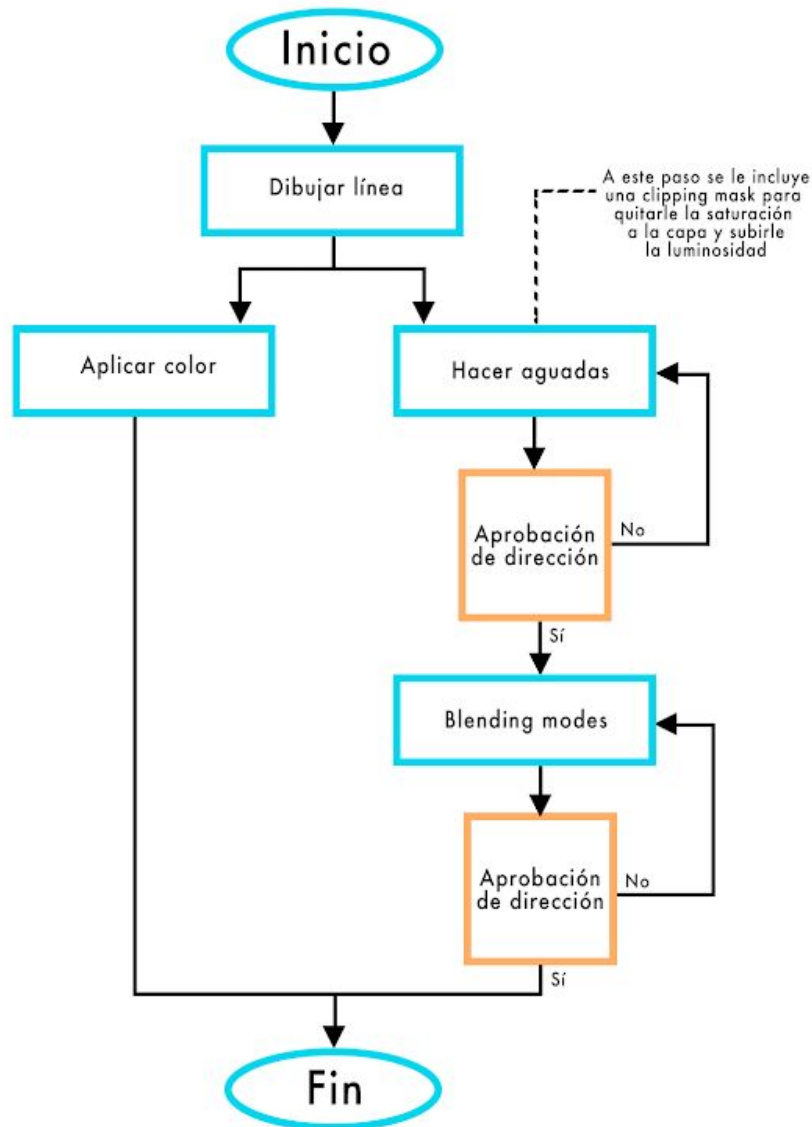 Inicio
Dibujar línea
A este paso se le incluye
una clipping mask para
quitarle la saturación
a la capa y subirle
la luminosidad
Aplicar color
Hacer aguadas
Aprobación
de dirección
No
Sí
Blending modes
Aprobación
de dirección
No
Sí
Fin